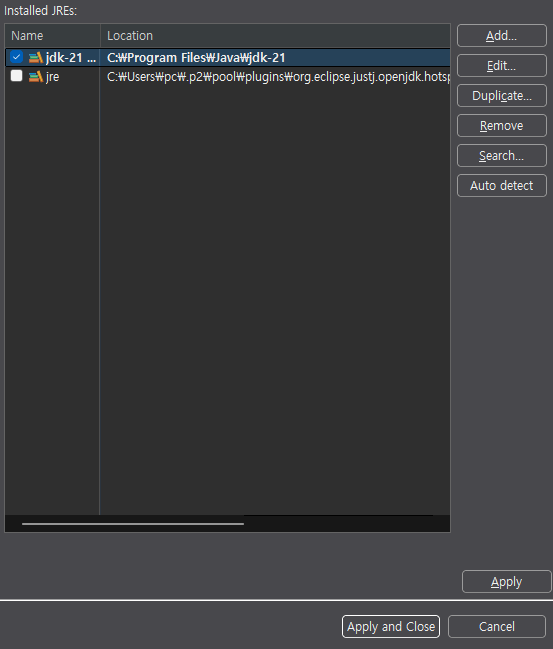 Installed JREs:
Name Location
jdk-21 ... C:₩Program Files₩Java₩jdk-21
jre C:₩Users₩pc₩.p2₩pool₩plugins₩org.eclipse.justj.openjdk.hotsp
Add...
Edit...
Duplicate...
Remove
Search...
Auto detect
Apply
Apply and Close Cancel